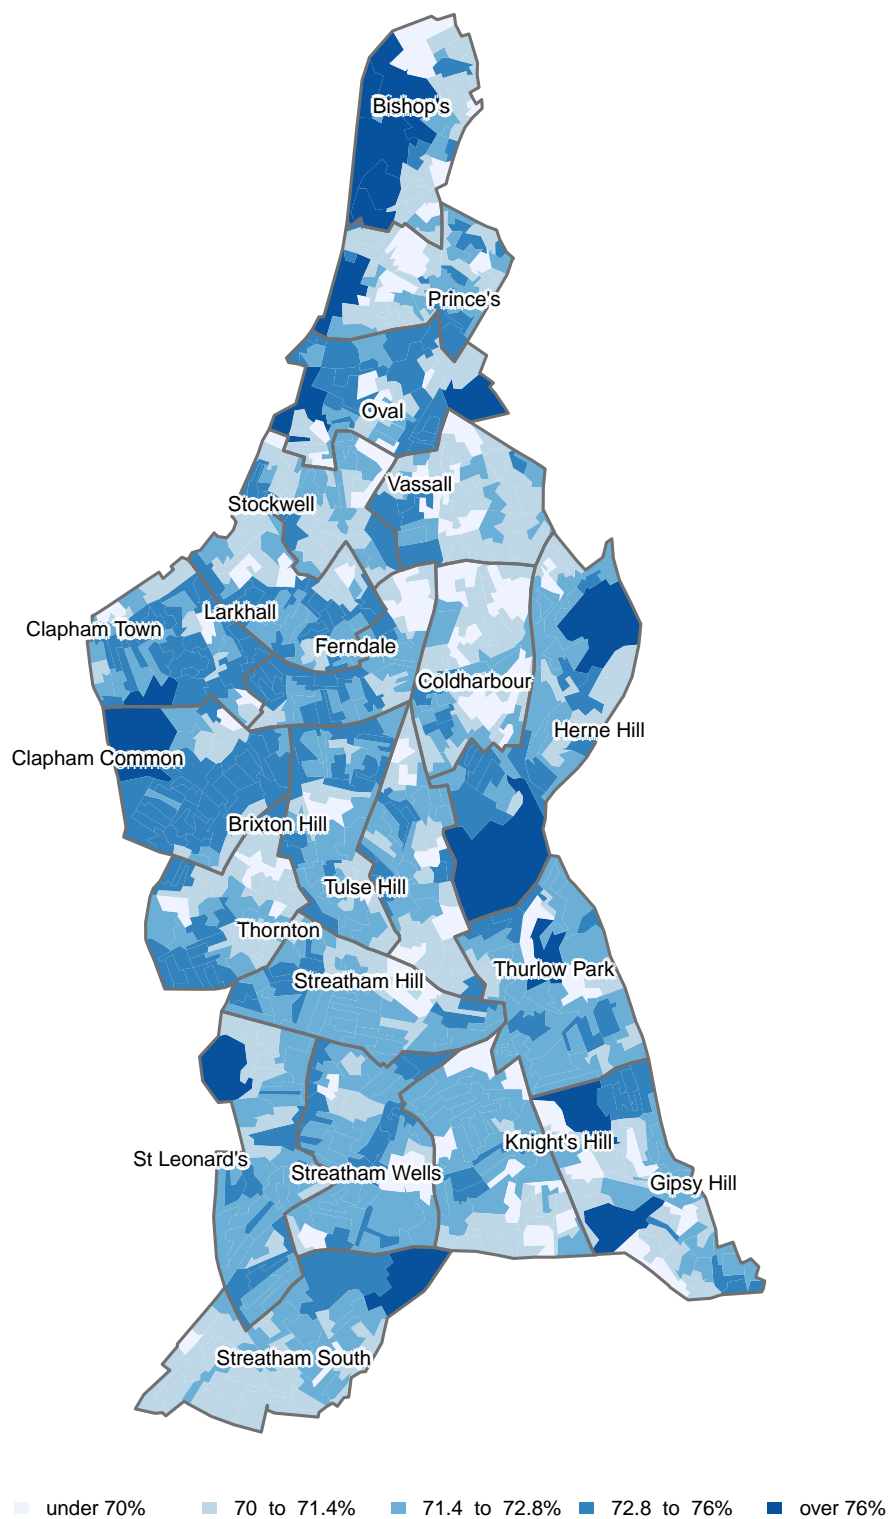 Bishop's
Prince's
Oval
Vassall
Stockwell
Larkhall
Clapham Town
Ferndale
Coldharbour
Herne Hill
Clapham Common
Brixton Hill
Tulse Hill
Thornton
Thurlow Park
Streatham Hill
Knight's Hill
St Leonard's
Streatham Wells
Gipsy Hill
Streatham South
under 70% 70 to 71.4% 71.4 to 72.8% 72.8 to 76% over 76%